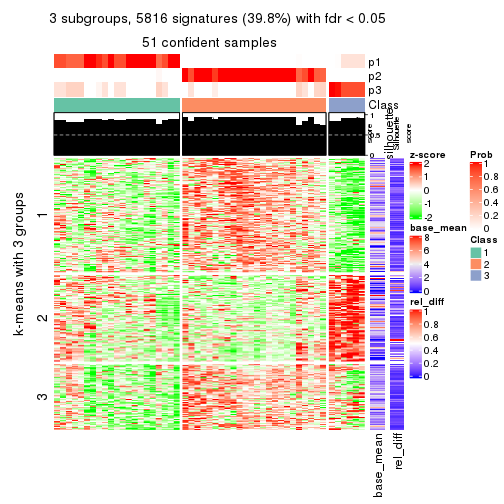 3 subgroups, 5816 signatures (39.8%) with fdr < 0.05
51 confident samples
p1
p2
p3
Class
silhouette
score
1
0.5
0
Silhouette
score
score
k-means with 3 groups
1
2
3
base_mean
rel_diff
z-score
2
1
0
-1
-2
base_mean
8
6
4
2
0
rel_diff
1
0.8
0.6
0.4
0.2
0
Prob
1
0.8
0.6
0.4
0.2
0
Class
1
2
3